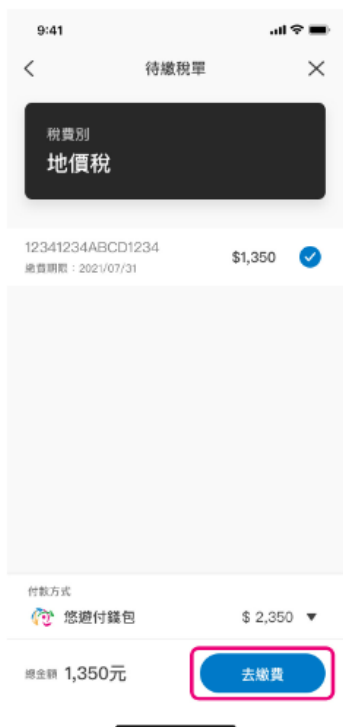 9:41
待繳稅單
稅費別
地價稅
12341234ABCD1234
$1,350
繳費期限：2021/07/31
付款方式
悠遊付錢包
$ 2,350
總金額 1,350元
去繳費